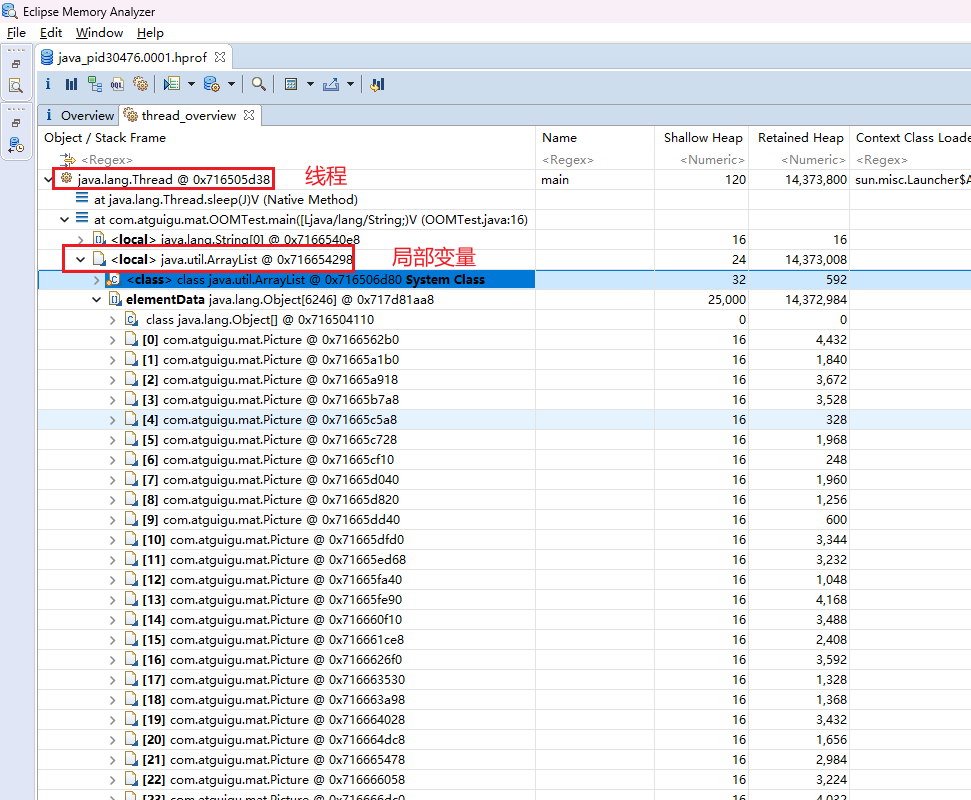 Eclipse Memory Analyzer
File Edit Window Help
java_pid30476.0001.hprof
i OQL
i Overview thread_overview
Object / Stack Frame Name Shallow Heap Retained Heap Context Class Loade
<Regex> <Regex> <Numeric> <Numeric> <Regex>
java.lang.Thread @ 0x716505d38 线程 main 120 14,373,800 sun.misc.Launcher$A
at java.lang.Thread.sleep(J)V (Native Method)
at com.atguigu.mat.OOMTest.main([Ljava/lang/String;)V (OOMTest.java:16)
<local> java.lang.String[0] @ 0x7166540e8 16 16
<local> java.util.ArrayList @ 0x716654298 局部变量 24 14,373,008
<class> class java.util.ArrayList @ 0x716506d80 System Class 32 592
elementData java.lang.Object[6246] @ 0x717d81aa8 25,000 14,372,984
class java.lang.Object[] @ 0x716504110 0 0
[0] com.atguigu.mat.Picture @ 0x7166562b0 16 4,432
[1] com.atguigu.mat.Picture @ 0x71665a1b0 16 1,840
[2] com.atguigu.mat.Picture @ 0x71665a918 16 3,672
[3] com.atguigu.mat.Picture @ 0x71665b7a8 16 3,528
[4] com.atguigu.mat.Picture @ 0x71665c5a8 16 328
[5] com.atguigu.mat.Picture @ 0x71665c728 16 1,968
[6] com.atguigu.mat.Picture @ 0x71665cf10 16 248
[7] com.atguigu.mat.Picture @ 0x71665d040 16 1,960
[8] com.atguigu.mat.Picture @ 0x71665d820 16 1,256
[9] com.atguigu.mat.Picture @ 0x71665dd40 16 600
[10] com.atguigu.mat.Picture @ 0x71665dfd0 16 3,344
[11] com.atguigu.mat.Picture @ 0x71665ed68 16 3,232
[12] com.atguigu.mat.Picture @ 0x71665fa40 16 1,048
[13] com.atguigu.mat.Picture @ 0x71665fe90 16 4,168
[14] com.atguigu.mat.Picture @ 0x716660f10 16 3,488
[15] com.atguigu.mat.Picture @ 0x716661ce8 16 2,408
[16] com.atguigu.mat.Picture @ 0x7166626f0 16 3,592
[17] com.atguigu.mat.Picture @ 0x716663530 16 1,328
[18] com.atguigu.mat.Picture @ 0x716663a98 16 1,368
[19] com.atguigu.mat.Picture @ 0x716664028 16 3,432
[20] com.atguigu.mat.Picture @ 0x716664dc8 16 1,656
[21] com.atguigu.mat.Picture @ 0x716665478 16 2,984
[22] com.atguigu.mat.Picture @ 0x716666058 16 3,224
[23] com.atguigu.mat.Picture @ 0x716666dc0 16 4,032